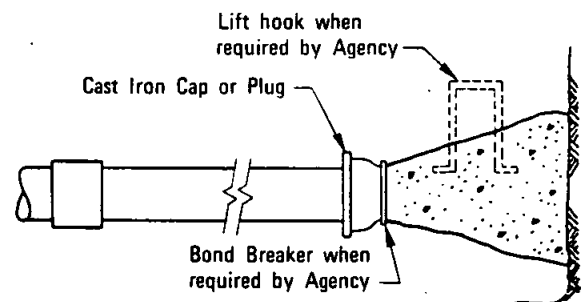 Lift hook when
required by Agency
Cast Iron Cap or Plug
Bond Breaker when
required by Agency